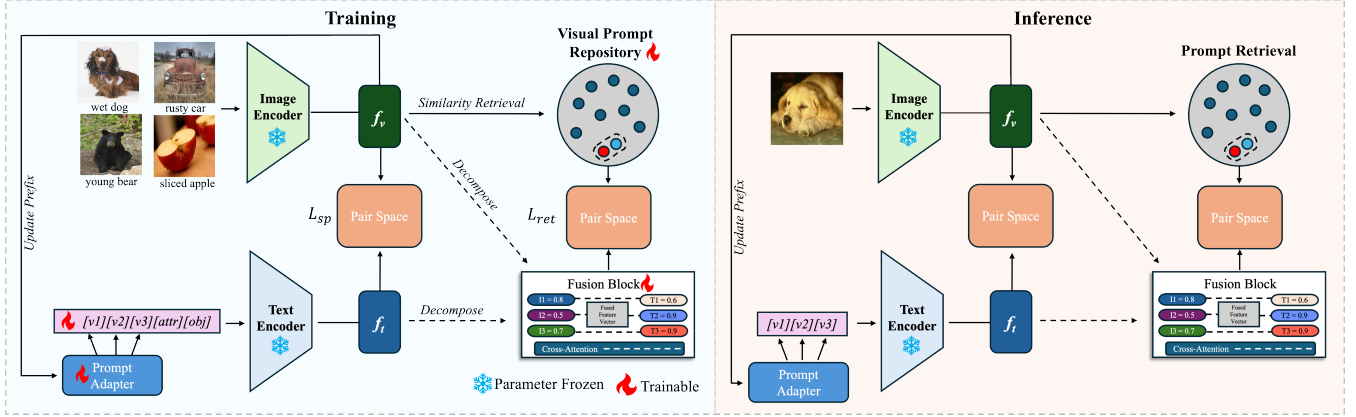 Training
wet dog
rusty car
young bear
sliced apple
Image
Encoder
f_v
Similarity Retrieval
Visual Prompt
Repository
Decompose
Update Prefix
L_sp
Pair Space
L_ret
Pair Space
[v1][v2][v3][attr][obj]
Prompt
Adapter
Text
Encoder
f_t
Decompose
Fusion Block
I1 = 0.8
T1 = 0.6
I2 = 0.5
T2 = 0.9
I3 = 0.7
T3 = 0.9
Fused
Feature
Vector
Cross-Attention
Parameter Frozen
Trainable
Inference
Image
Encoder
f_v
Prompt Retrieval
Update Prefix
Pair Space
Pair Space
[v1][v2][v3]
Prompt
Adapter
Text
Encoder
f_t
Fusion Block
I1 = 0.8
T1 = 0.6
I2 = 0.5
T2 = 0.9
I3 = 0.7
T3 = 0.9
Fused
Feature
Vector
Cross-Attention